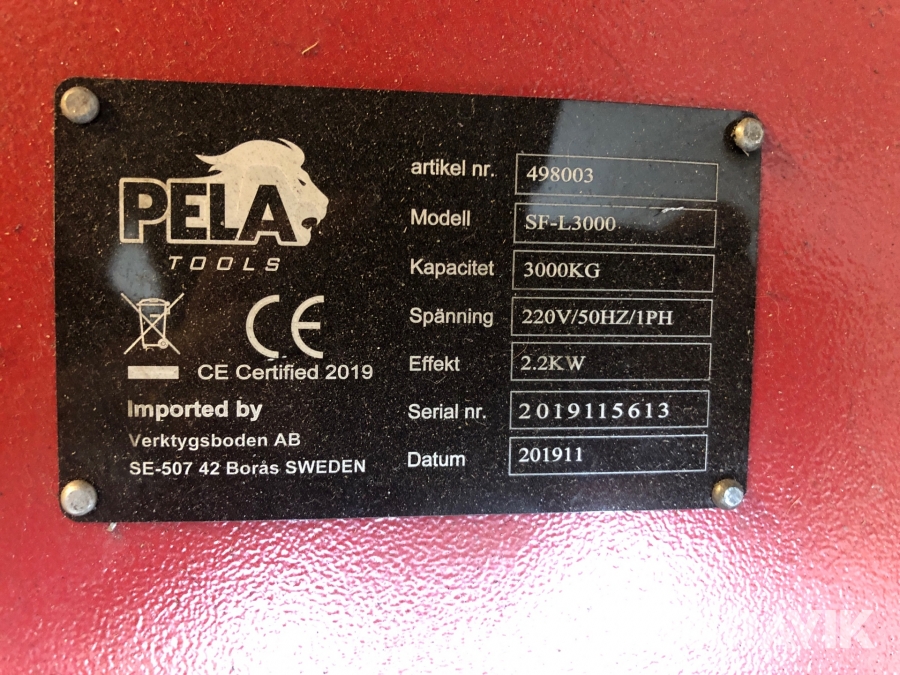 PELA
TOOLS
CE
CE Certified 2019
Imported by
Verktygsboden AB
SE-507 42 Borås SWEDEN
artikel nr. 498003
Modell SF-L3000
Kapacitet 3000KG
Spänning 220V/50HZ/1PH
Effekt 2.2KW
Serial nr. 2019115613
Datum 201911